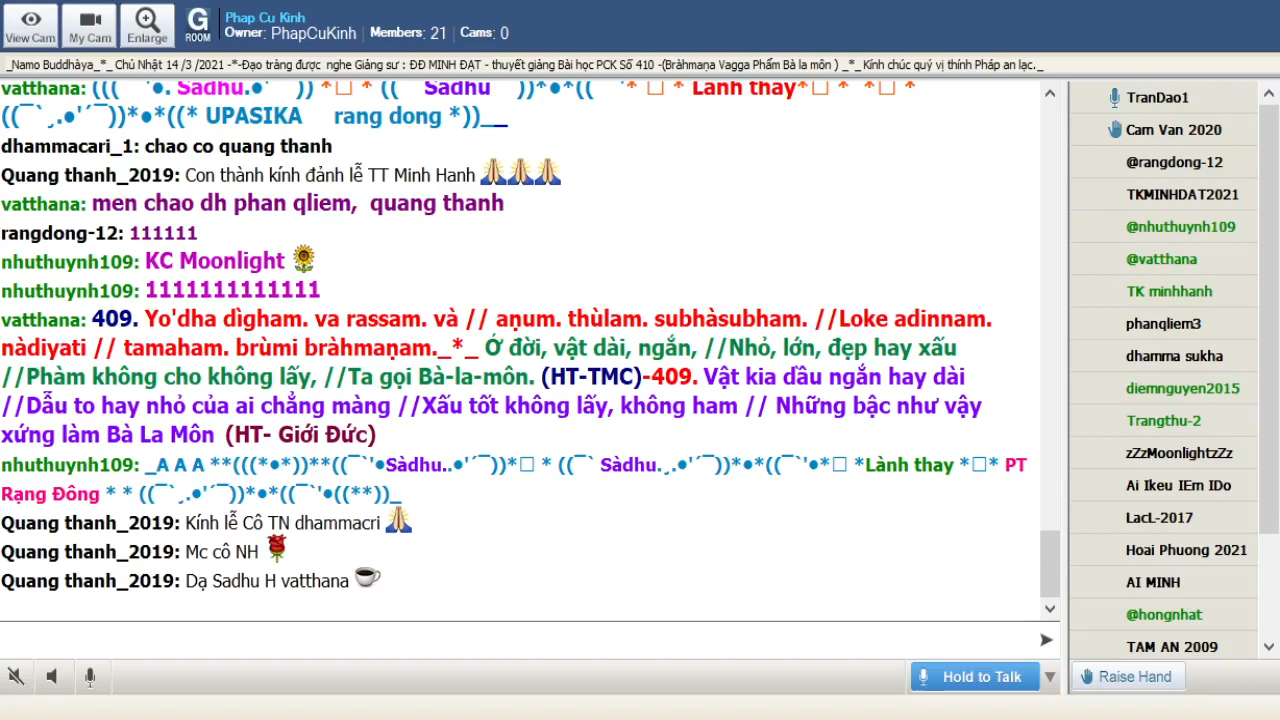 Phap Cu Kinh
Owner: PhapCuKinh Members: 21 Cams: 0
View Cam My Cam Enlarge G ROOM
_Namo Buddhàya_*_ Chủ Nhật 14 /3 /2021 -*-Đạo tràng được nghe Giảng sư : ĐĐ MINH ĐẠT - thuyết giảng Bài học PCK Số 410 -(Bràhmaṇa Vagga Phẩm Bà la môn ) _*_ Kính chúc quý vị thính Pháp an lạc._
vatthana: (((¯`'●. Sadhu.●'´¯)) *□ * ((¯` Sadhu ´¯))*●*((¯`'* □ * Lành thay*□ * *□ *
((¯`¸.●'´¯))*●*((* UPASIKA rang dong *))__
dhammacari_1: chao co quang thanh
Quang thanh_2019: Con thành kính đảnh lễ TT Minh Hanh 🙏🙏🙏
vatthana: men chao dh phan qliem, quang thanh
rangdong-12: 111111
nhuthuynh109: KC Moonlight 🌻
nhuthuynh109: 1111111111111
vatthana: 409. Yo'dha dìgham. va rassam. và // aṇum. thùlam. subhàsubham. //Loke adinnam.
nàdiyati // tamaham. brùmi bràhmaṇam._*_ Ở đời, vật dài, ngắn, //Nhỏ, lớn, đẹp hay xấu
//Phàm không cho không lấy, //Ta gọi Bà-la-môn. (HT-TMC)-409. Vật kia dầu ngắn hay dài
//Dẫu to hay nhỏ của ai chẳng màng //Xấu tốt không lấy, không ham // Những bậc như vậy
xứng làm Bà La Môn (HT- Giới Đức)
nhuthuynh109: _A A A **(((*●*))**((¯`'●Sàdhu..●'´¯))*□ * ((¯` Sàdhu.¸.●'´¯))*●*((¯`'●*□ *Lành thay *□* PT
Rạng Đông * * ((¯`¸.●'´¯))*●*((¯`'●((**))_
Quang thanh_2019: Kính lễ Cô TN dhammacri 🙏
Quang thanh_2019: Mc cô NH 🌹
Quang thanh_2019: Dạ Sadhu H vatthana ☕
Hold to Talk
TranDao1
Cam Van 2020
@rangdong-12
TKMINHDAT2021
@nhuthuynh109
@vatthana
TK minhhanh
phanqliem3
dhamma sukha
diemnguyen2015
Trangthu-2
zZzMoonlightzZz
Ai Ikeu IErn IDo
LacL-2017
Hoai Phuong 2021
AI MINH
@hongnhat
TAM AN 2009
Raise Hand